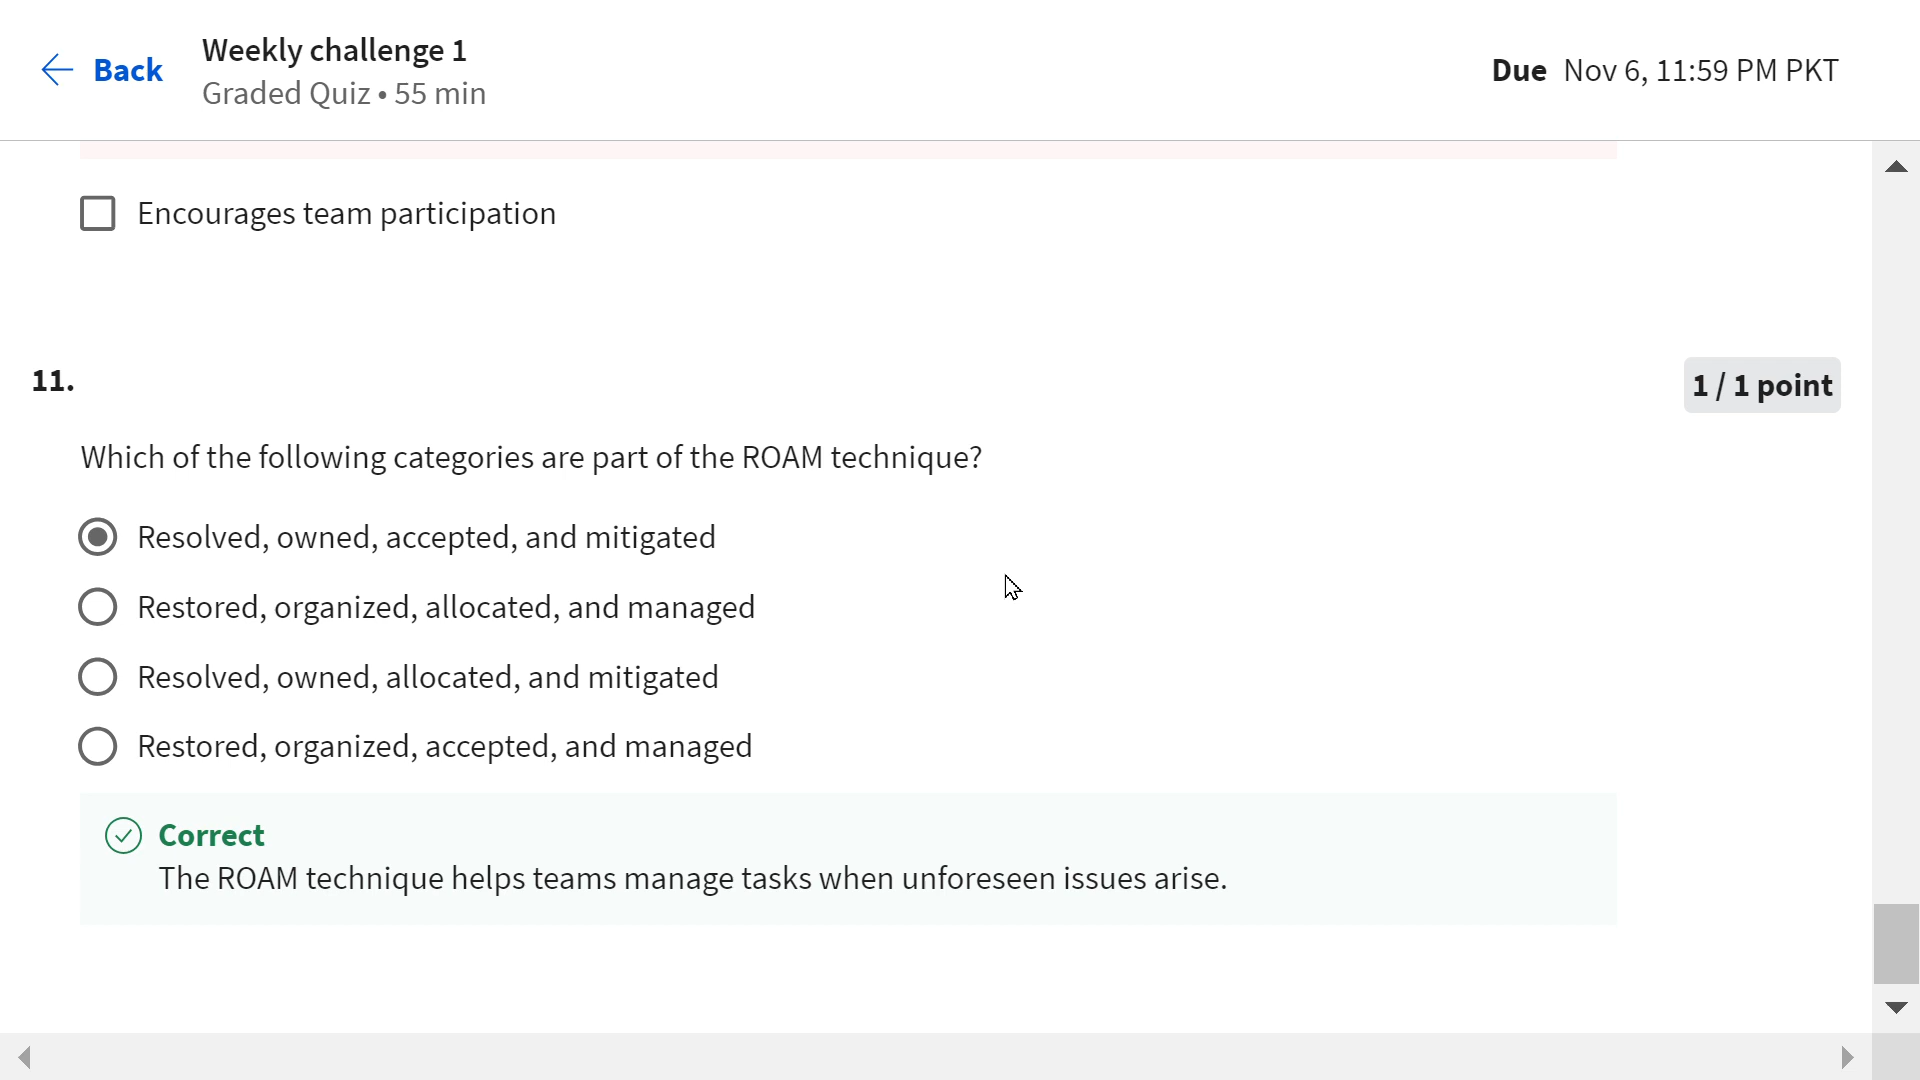 Back
Weekly challenge 1
Graded Quiz • 55 min
Due Nov 6, 11:59 PM PKT
Encourages team participation
11.
1 / 1 point
Which of the following categories are part of the ROAM technique?
Resolved, owned, accepted, and mitigated
Restored, organized, allocated, and managed
Resolved, owned, allocated, and mitigated
Restored, organized, accepted, and managed
Correct
The ROAM technique helps teams manage tasks when unforeseen issues arise.